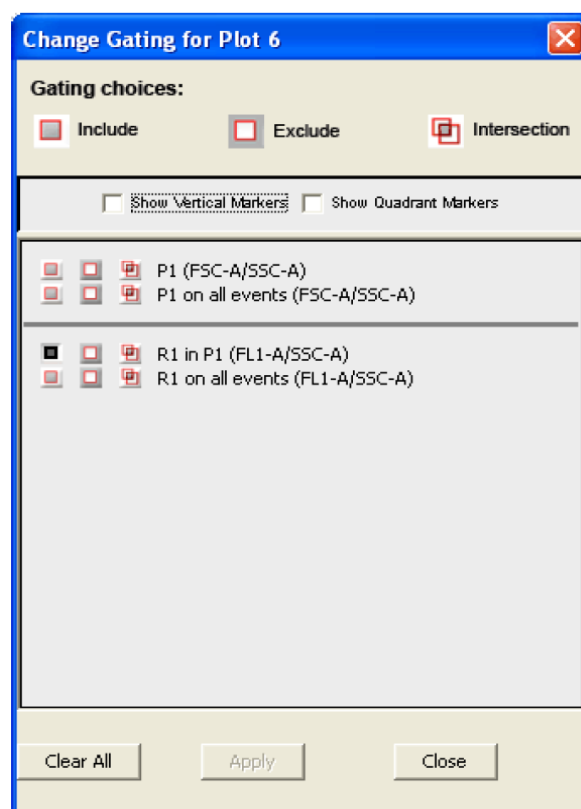 Change Gating for Plot 6
Gating choices:
Include Exclude Intersection
Show Vertical Markers Show Quadrant Markers
P1 (FSC-A/SSC-A)
P1 on all events (FSC-A/SSC-A)
R1 in P1 (FL1-A/SSC-A)
R1 on all events (FL1-A/SSC-A)
Clear All Apply Close